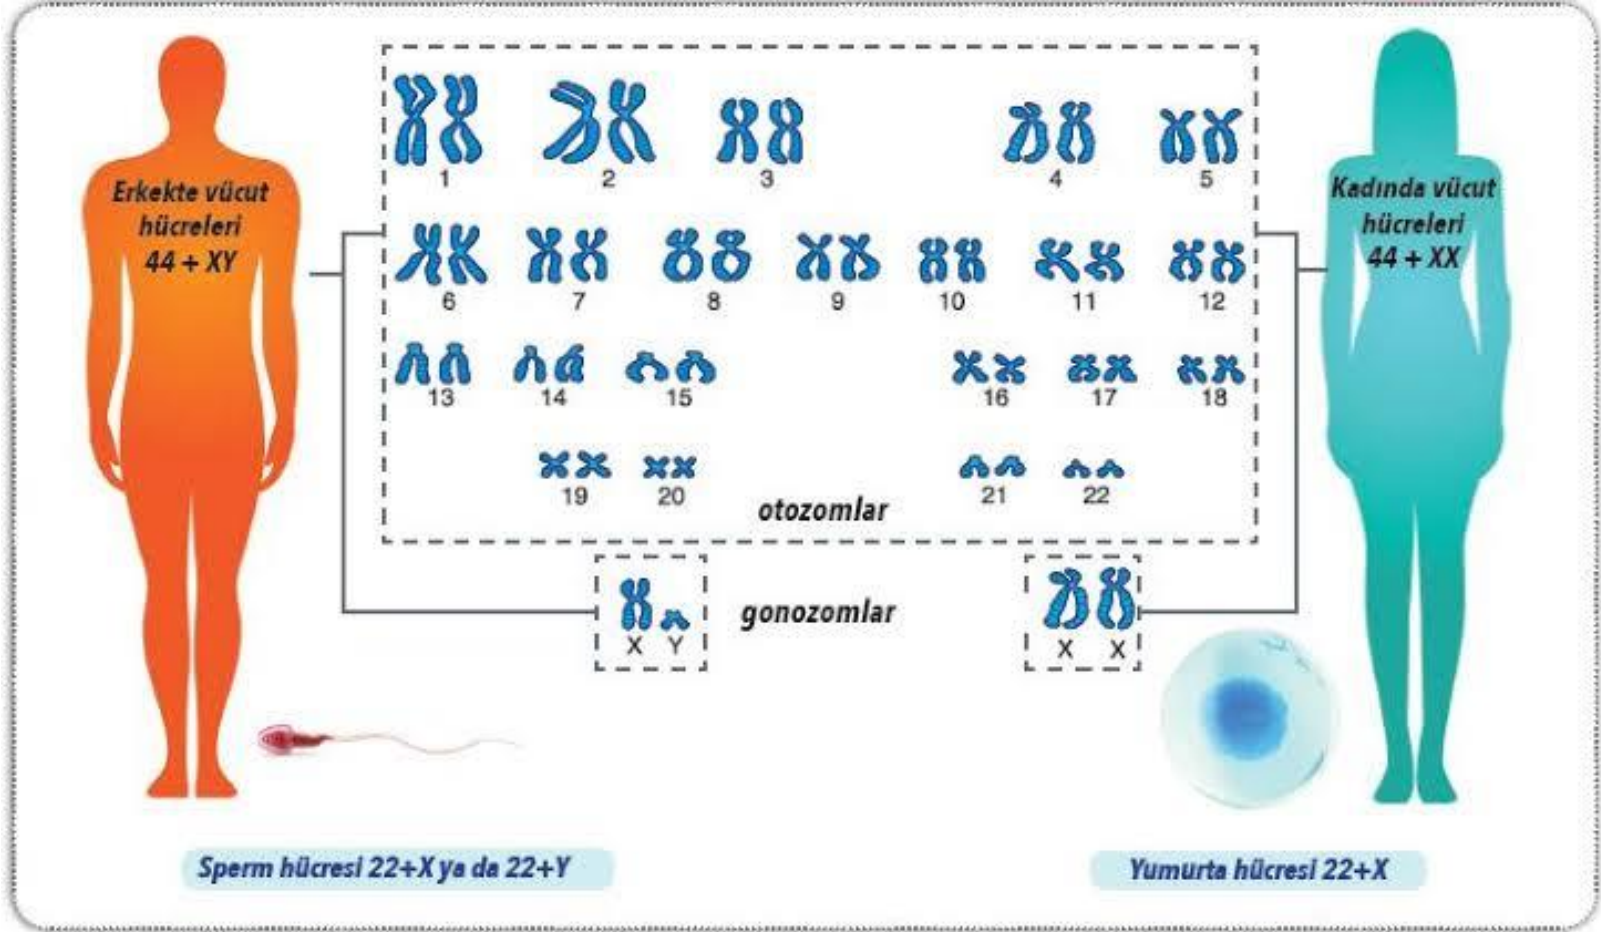 Erkekte vücut
hücreleri
44 + XY
1 2 3 4 5
6 7 8 9 10 11 12
13 14 15 16 17 18
19 20 21 22
otozomlar
gonozomlar
X Y
X X
Kadında vücut
hücreleri
44 + XX
Sperm hücresi 22+X ya da 22+Y
Yumurta hücresi 22+X